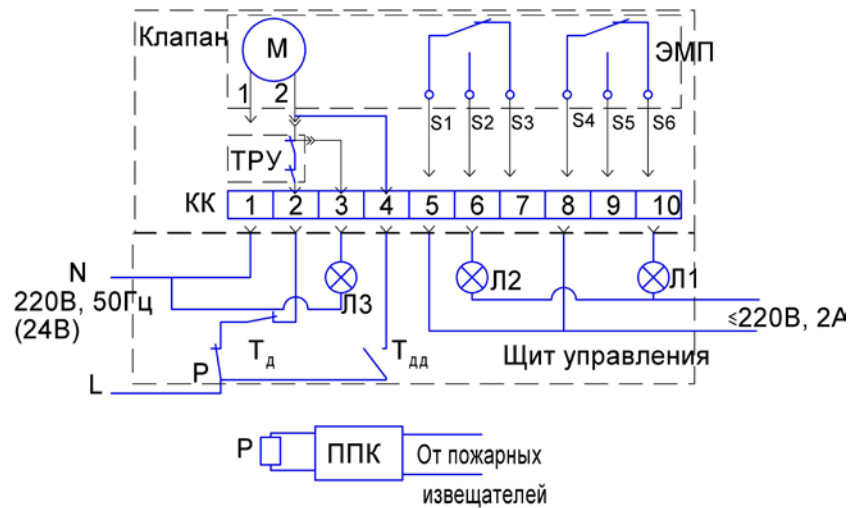 Клапан
М
ЭМП
1 2
S1 S2 S3 S4 S5 S6
ТРУ
КК 1 2 3 4 5 6 7 8 9 10
N
220В, 50Гц
(24В)
Л3
Л2
Л1
≤220В, 2А
Р
Тд
Тдд
Щит управления
L
Р
ППК
От пожарных
извещателей